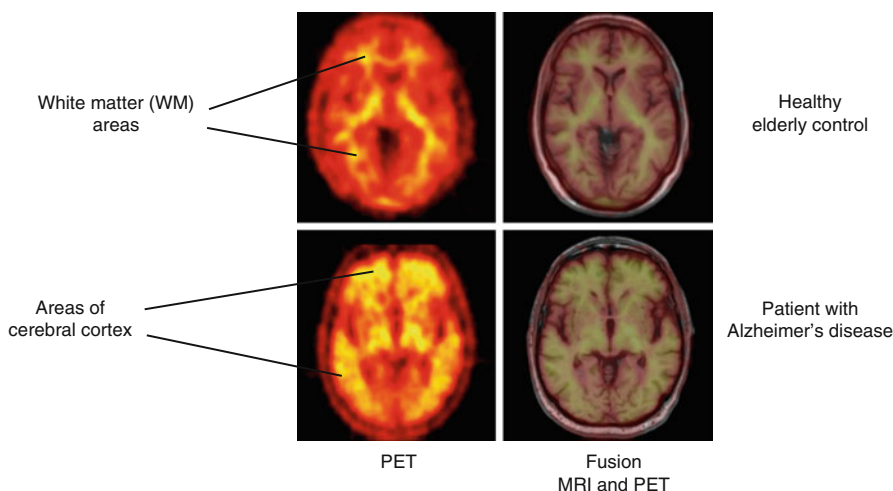 White matter (WM)
areas
Healthy
elderly control
Areas of
cerebral cortex
Patient with
Alzheimer's disease
PET
Fusion
MRI and PET